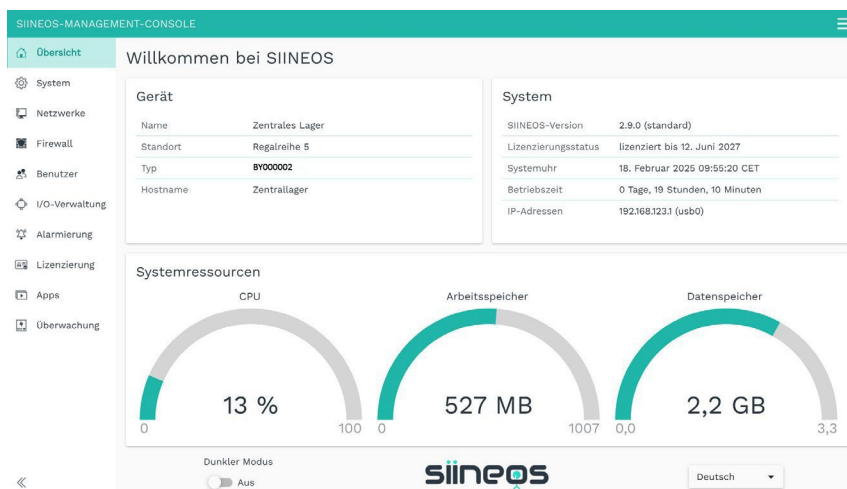 SIINEOS-MANAGEMENT-CONSOLE
Übersicht
System
Netzwerke
Firewall
Benutzer
I/O-Verwaltung
Alarmierung
Lizenzierung
Apps
Überwachung
Willkommen bei SIINEOS
Gerät
Name Zentrales Lager
Standort Regalreihe 5
Typ BY000002
Hostname Zentrallager
System
SIINEOS-Version 2.9.0 (standard)
Lizenzierungsstatus lizenziert bis 12. Juni 2027
Systemuhr 18. Februar 2025 09:55:20 CET
Betriebszeit 0 Tage, 19 Stunden, 10 Minuten
IP-Adressen 192.168.123.1 (usb0)
Systemressourcen
CPU
13 %
0 100
Arbeitsspeicher
527 MB
0 1007
Datenspeicher
2,2 GB
0,0 3,3
Dunkler Modus
Aus
siineos
Deutsch